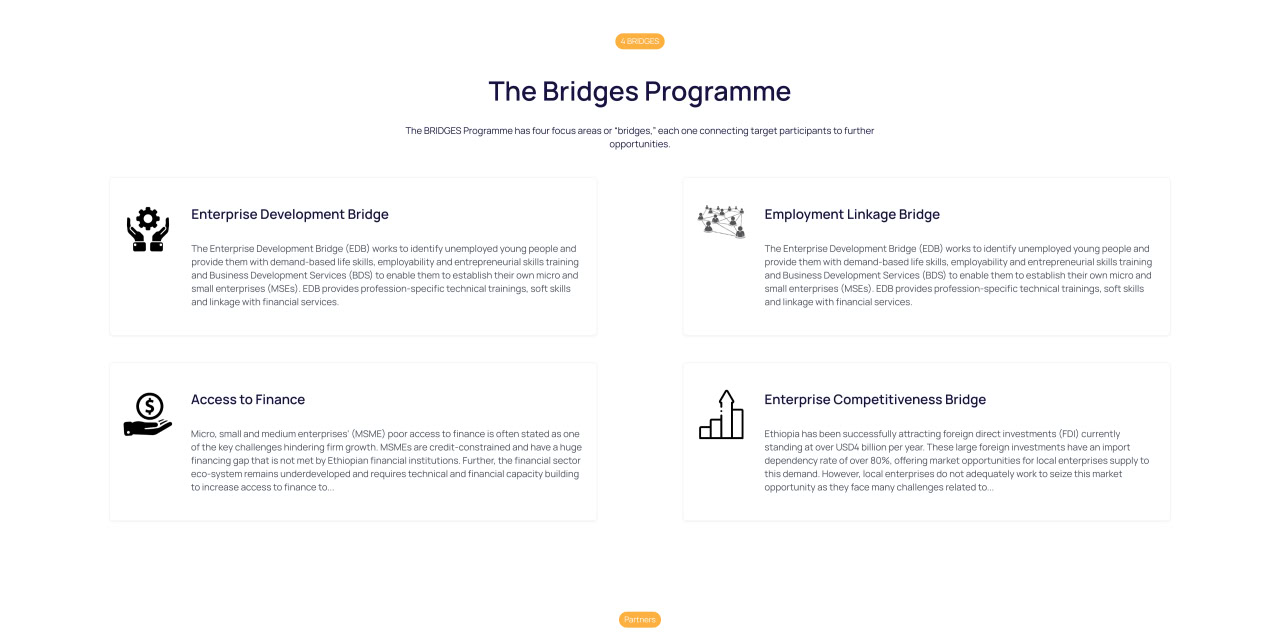 4 BRIDGES
The Bridges Programme
The BRIDGES Programme has four focus areas or “bridges,” each one connecting target participants to further
opportunities.
Enterprise Development Bridge
The Enterprise Development Bridge (EDB) works to identify unemployed young people and
provide them with demand-based life skills, employability and entrepreneurial skills training
and Business Development Services (BDS) to enable them to establish their own micro and
small enterprises (MSEs). EDB provides profession-specific technical trainings, soft skills
and linkage with financial services.
Employment Linkage Bridge
The Enterprise Development Bridge (EDB) works to identify unemployed young people and
provide them with demand-based life skills, employability and entrepreneurial skills training
and Business Development Services (BDS) to enable them to establish their own micro and
small enterprises (MSEs). EDB provides profession-specific technical trainings, soft skills
and linkage with financial services.
Access to Finance
Micro, small and medium enterprises’ (MSME) poor access to finance is often stated as one
of the key challenges hindering firm growth. MSMEs are credit-constrained and have a huge
financing gap that is not met by Ethiopian financial institutions. Further, the financial sector
eco-system remains underdeveloped and requires technical and financial capacity building
to increase access to finance to...
Enterprise Competitiveness Bridge
Ethiopia has been successfully attracting foreign direct investments (FDI) currently
standing at over USD4 billion per year. These large foreign investments have an import
dependency rate of over 80%, offering market opportunities for local enterprises supply to
this demand. However, local enterprises do not adequately work to seize this market
opportunity as they face many challenges related to...
Partners